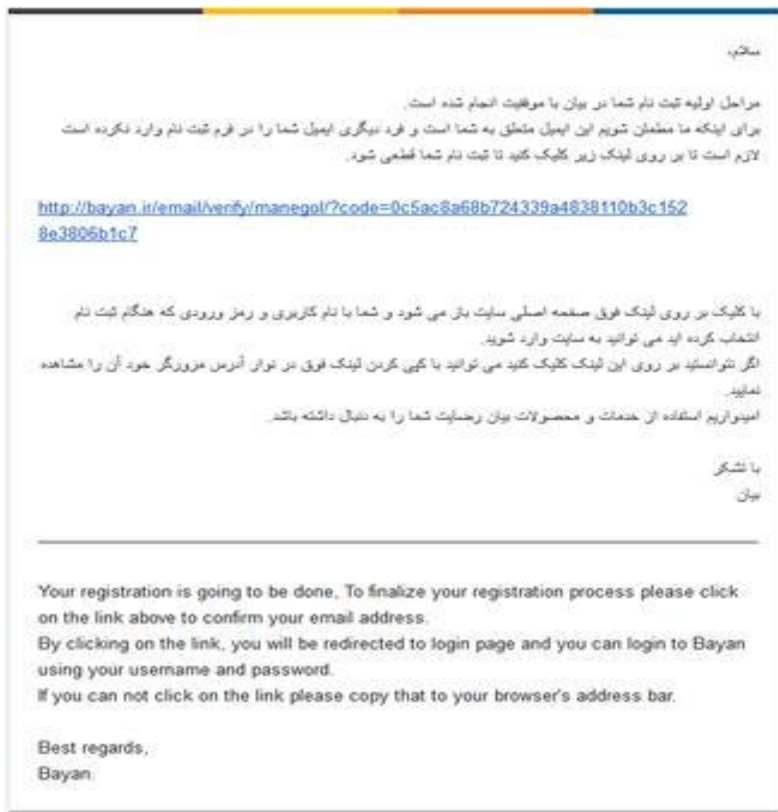 سلام،
مراحل اولیه ثبت نام شما در بیان با موفقیت انجام شده است.
برای اینکه ما مطمئن شویم این ایمیل متعلق به شما است و فرد دیگری ایمیل شما را در فرم ثبت نام وارد نکرده است
لازم است تا بر روی لینک زیر کلیک کنید تا ثبت نام شما قطعی شود.
http://bayan.ir/email/verify/manegol/?code=0c5ac8a68b724339a4838110b3c152
8e3806b1c7
با کلیک بر روی لینک فوق صفحه اصلی سایت باز می شود و شما با نام کاربری و رمز ورودی که هنگام ثبت نام
انتخاب کرده اید می توانید به سایت وارد شوید.
اگر نتوانستید بر روی این لینک کلیک کنید می توانید با کپی کردن لینک فوق در نوار آدرس مرورگر خود آن را مشاهده
نمایید.
امیدواریم استفاده از خدمات و محصولات بیان رضایت شما را به دنبال داشته باشد.
با تشکر
بیان
Your registration is going to be done, To finalize your registration process please click
on the link above to confirm your email address.
By clicking on the link, you will be redirected to login page and you can login to Bayan
using your username and password.
If you can not click on the link please copy that to your browser's address bar.
Best regards,
Bayan.